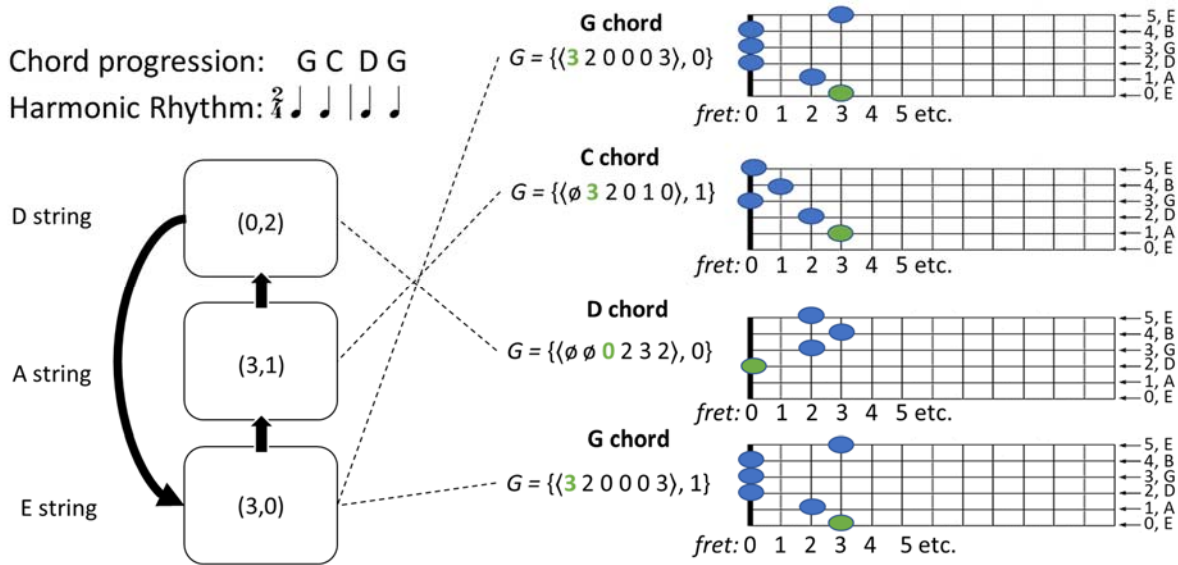 Chord progression: G C D G
Harmonic Rhythm: 2/4 ♩ ♩ | ♩ ♩
D string
(0,2)
A string
(3,1)
E string
(3,0)
G chord
G = {⟨3 2 0 0 0 3⟩, 0}
5, E
4, B
3, G
2, D
1, A
0, E
fret: 0 1 2 3 4 5 etc.
C chord
G = {⟨ø 3 2 0 1 0⟩, 1}
5, E
4, B
3, G
2, D
1, A
0, E
fret: 0 1 2 3 4 5 etc.
D chord
G = {⟨ø ø 0 2 3 2⟩, 0}
5, E
4, B
3, G
2, D
1, A
0, E
fret: 0 1 2 3 4 5 etc.
G chord
G = {⟨3 2 0 0 0 3⟩, 1}
5, E
4, B
3, G
2, D
1, A
0, E
fret: 0 1 2 3 4 5 etc.